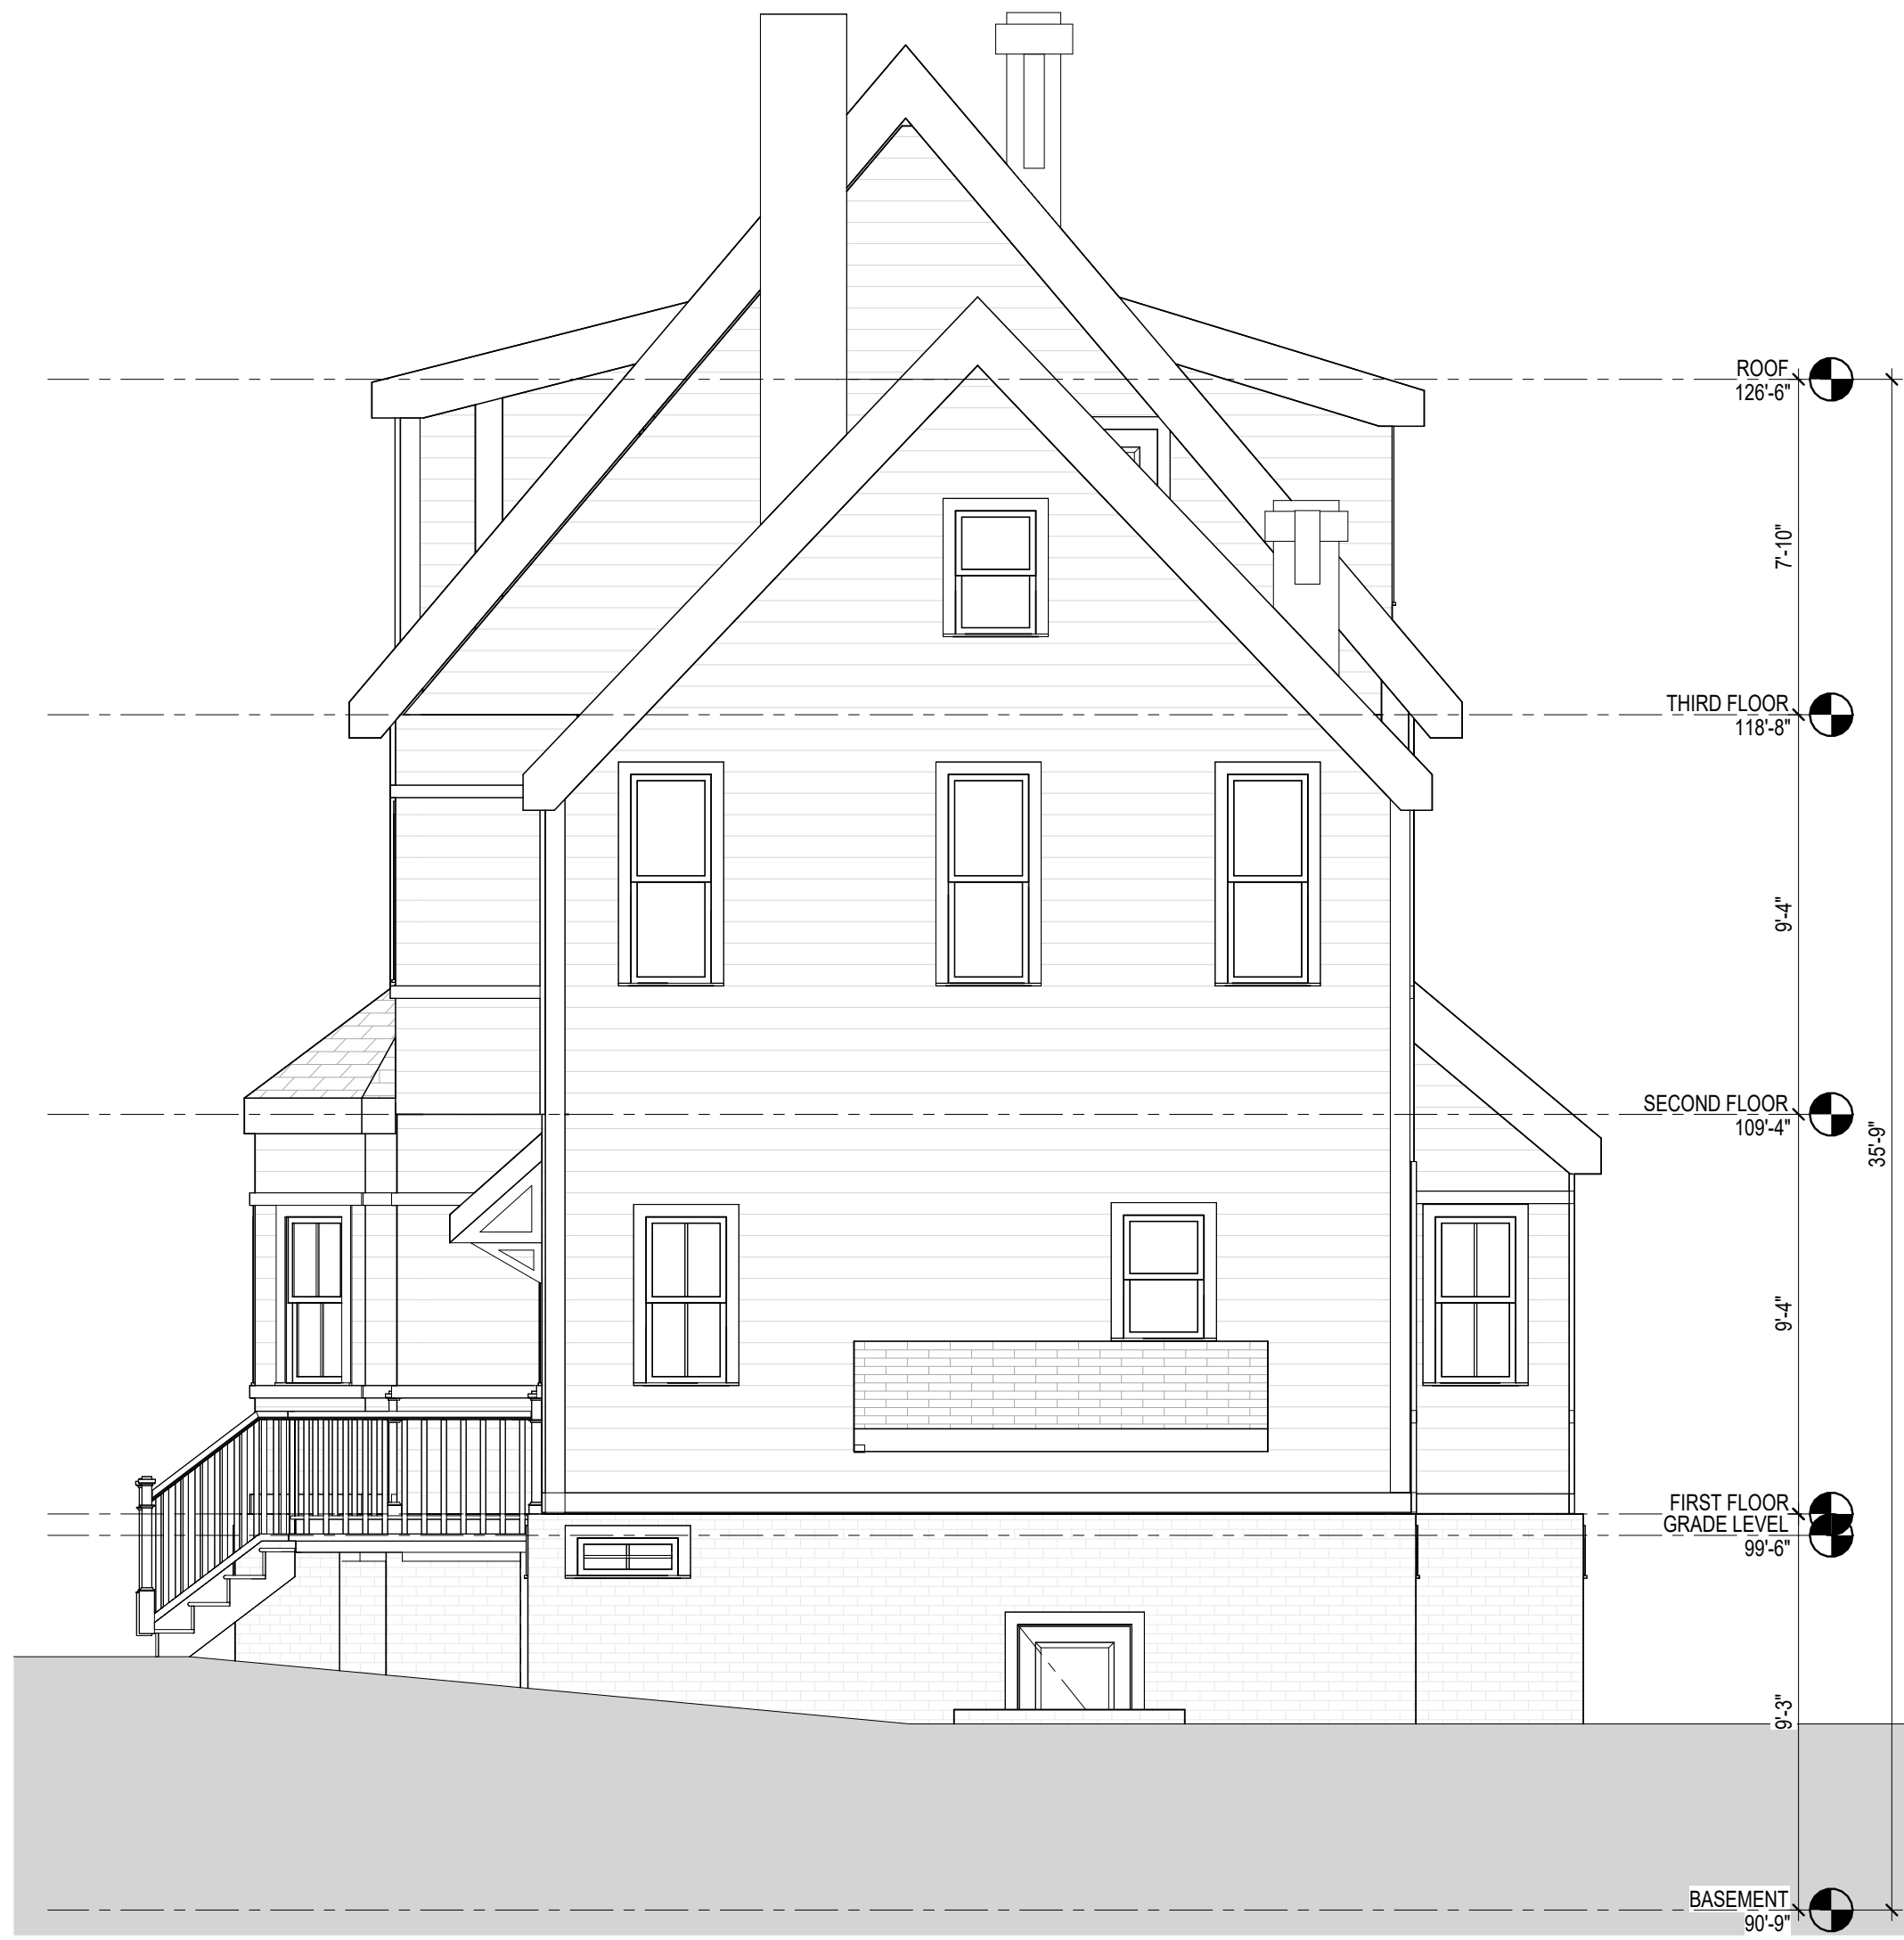 ROOF
126'-6"
7'-10"
THIRD FLOOR
118'-8"
9'-4"
SECOND FLOOR
109'-4"
35'-9"
9'-4"
FIRST FLOOR
GRADE LEVEL
99'-6"
9'-3"
BASEMENT
90'-9"